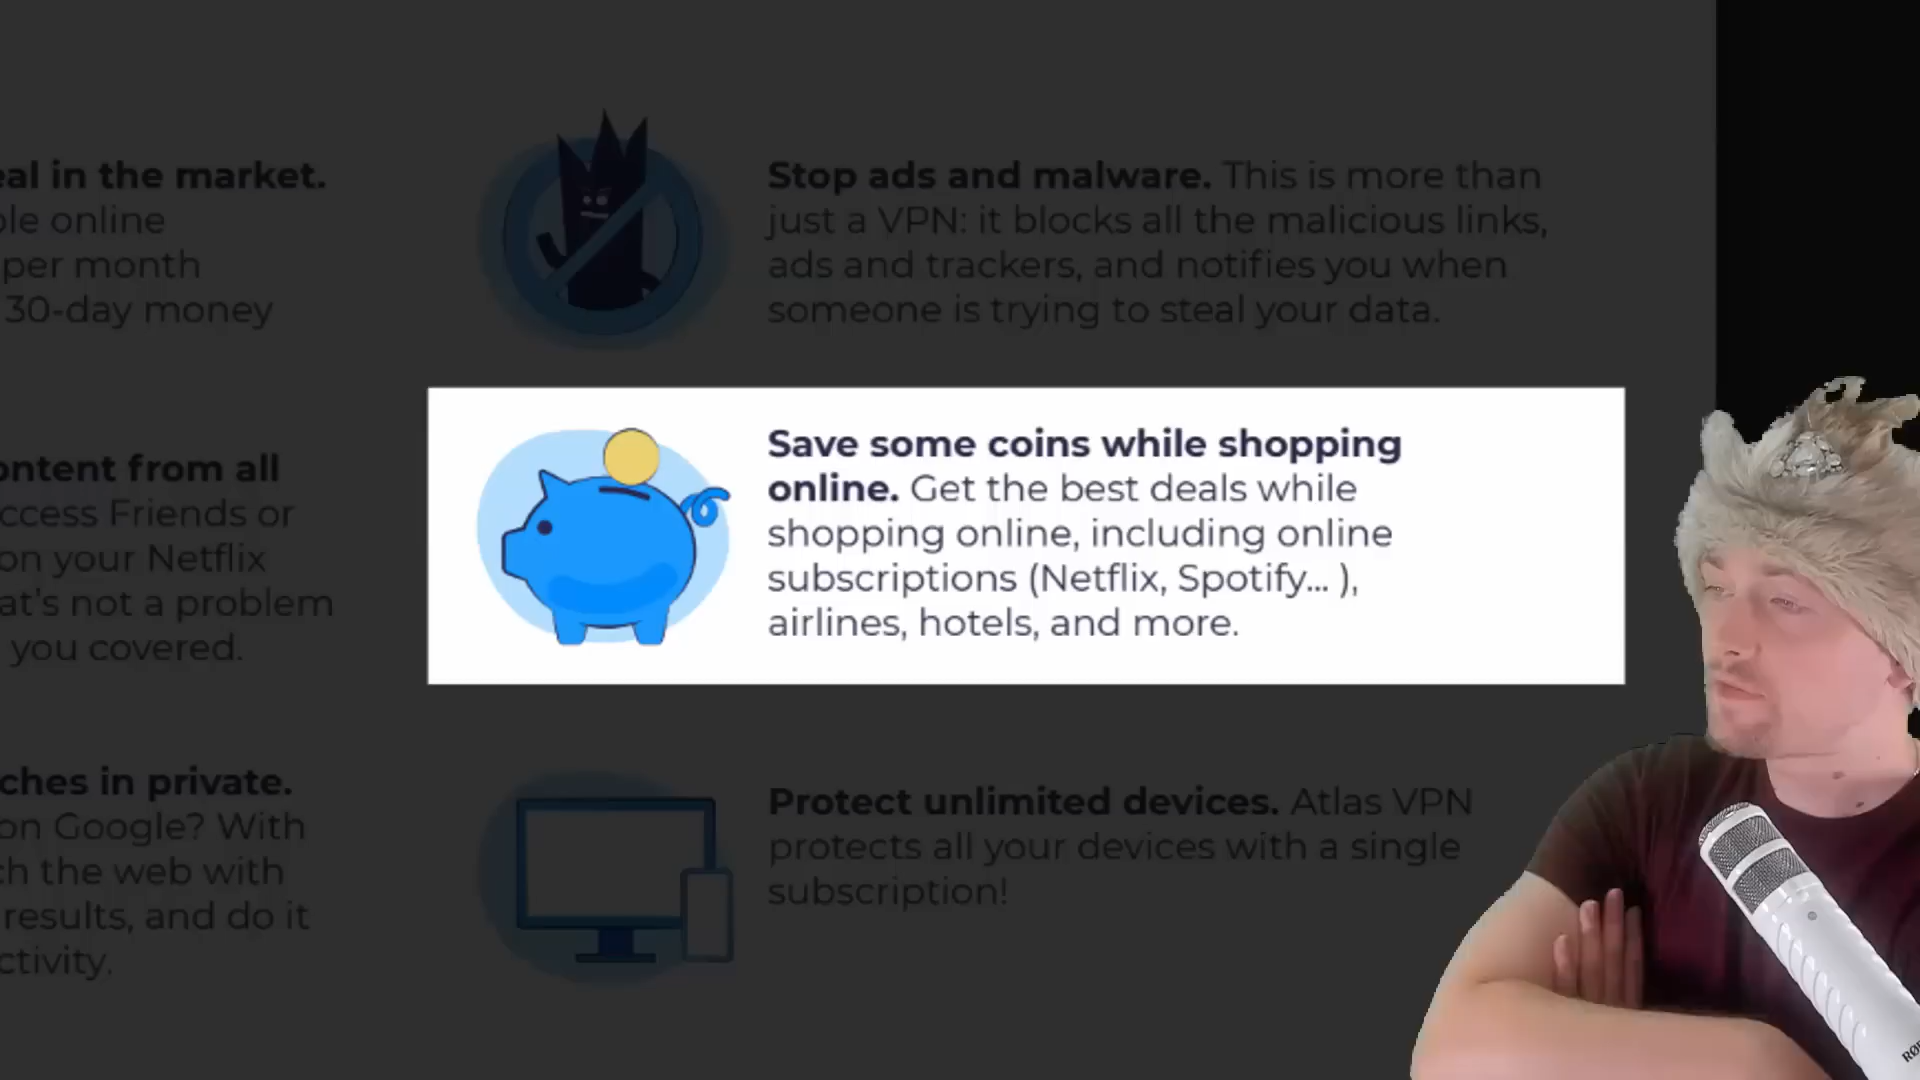 eal in the market.
ble online
per month
30-day money
Stop ads and malware. This is more than
just a VPN: it blocks all the malicious links,
ads and trackers, and notifies you when
someone is trying to steal your data.
ontent from all
ccess Friends or
on your Netflix
at's not a problem
you covered.
Save some coins while shopping
online. Get the best deals while
shopping online, including online
subscriptions (Netflix, Spotify... ),
airlines, hotels, and more.
ches in private.
on Google? With
ch the web with
results, and do it
ctivity.
Protect unlimited devices. Atlas VPN
protects all your devices with a single
subscription!
RØ